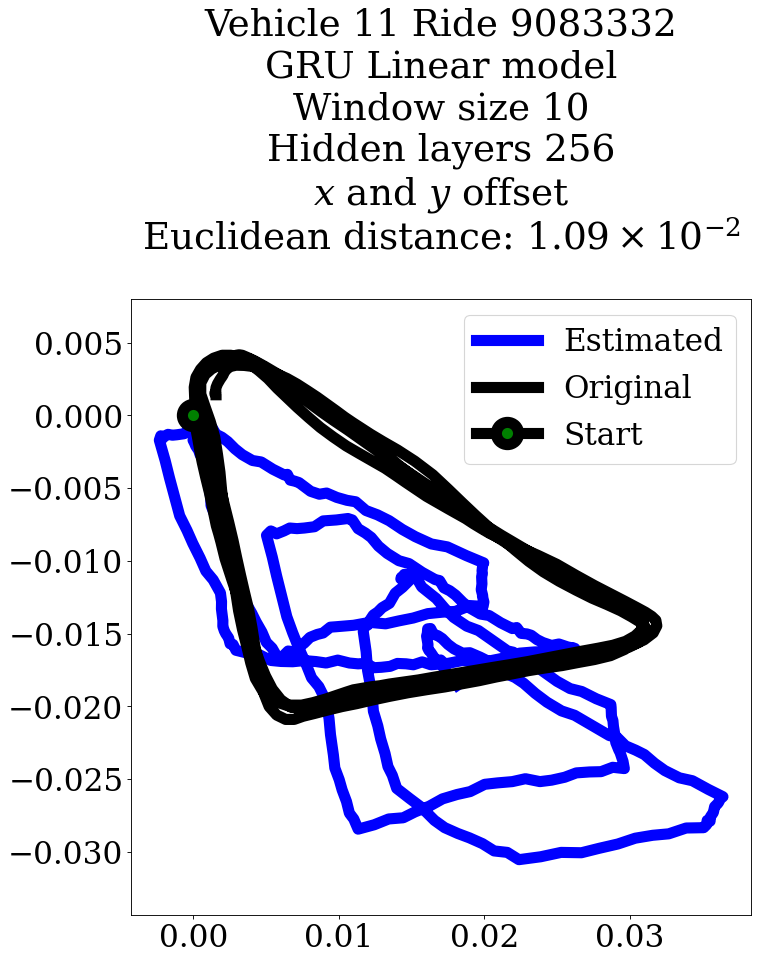 Vehicle 11 Ride 9083332
GRU Linear model
Window size 10
Hidden layers 256
x and y offset
Euclidean distance: 1.09 × 10⁻²
Estimated
Original
Start
0.005
0.000
−0.005
−0.010
−0.015
−0.020
−0.025
−0.030
0.00 0.01 0.02 0.03